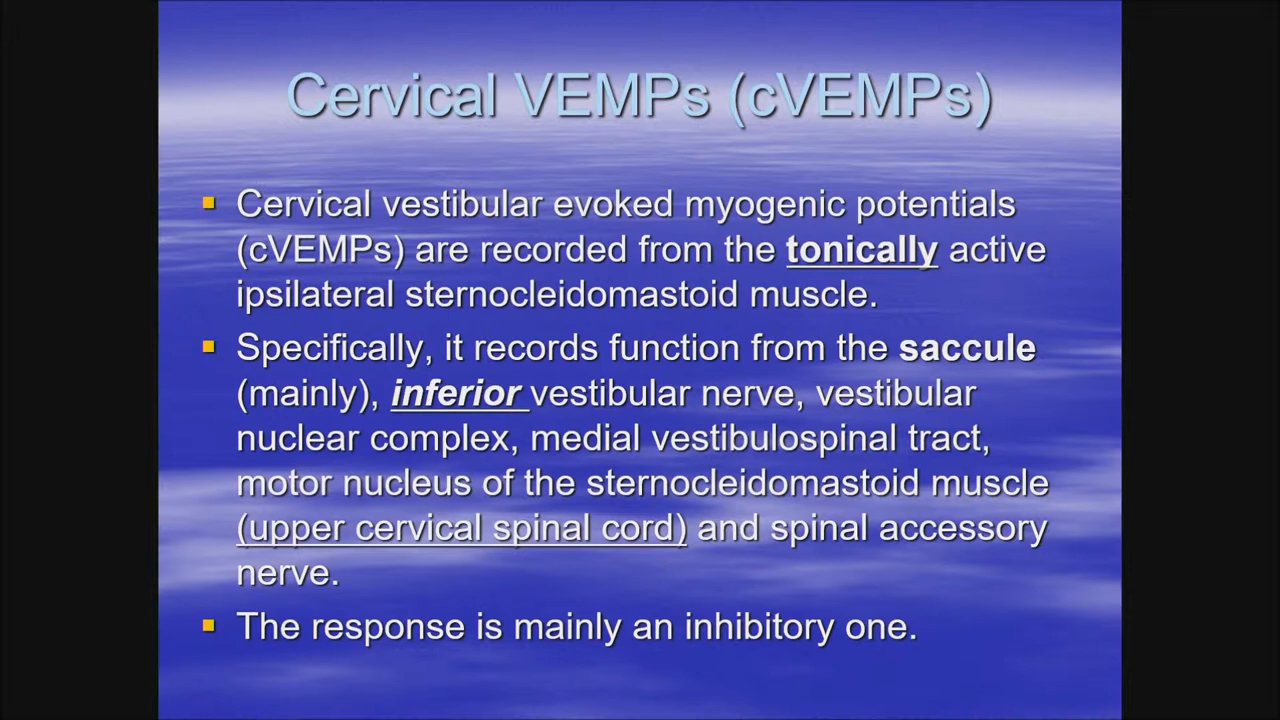 Cervical VEMPs (cVEMPs)
Cervical vestibular evoked myogenic potentials
(cVEMPs) are recorded from the tonically active
ipsilateral sternocleidomastoid muscle.
Specifically, it records function from the saccule
(mainly), inferior vestibular nerve, vestibular
nuclear complex, medial vestibulospinal tract,
motor nucleus of the sternocleidomastoid muscle
(upper cervical spinal cord) and spinal accessory
nerve.
The response is mainly an inhibitory one.